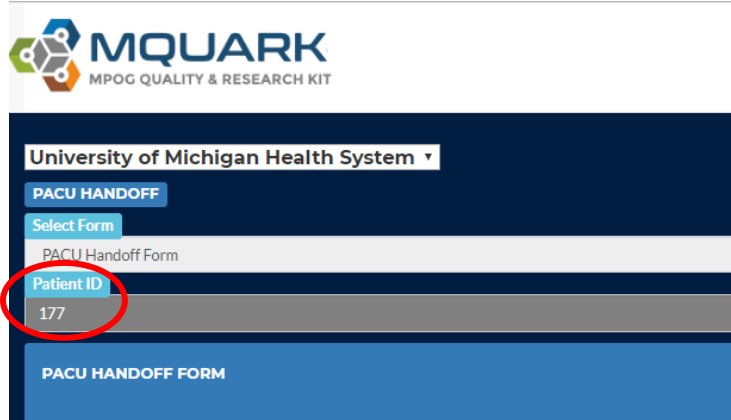 MQUARK
MPOG QUALITY & RESEARCH KIT
University of Michigan Health System
PACU HANDOFF
Select Form
PACU Handoff Form
Patient ID
177
PACU HANDOFF FORM